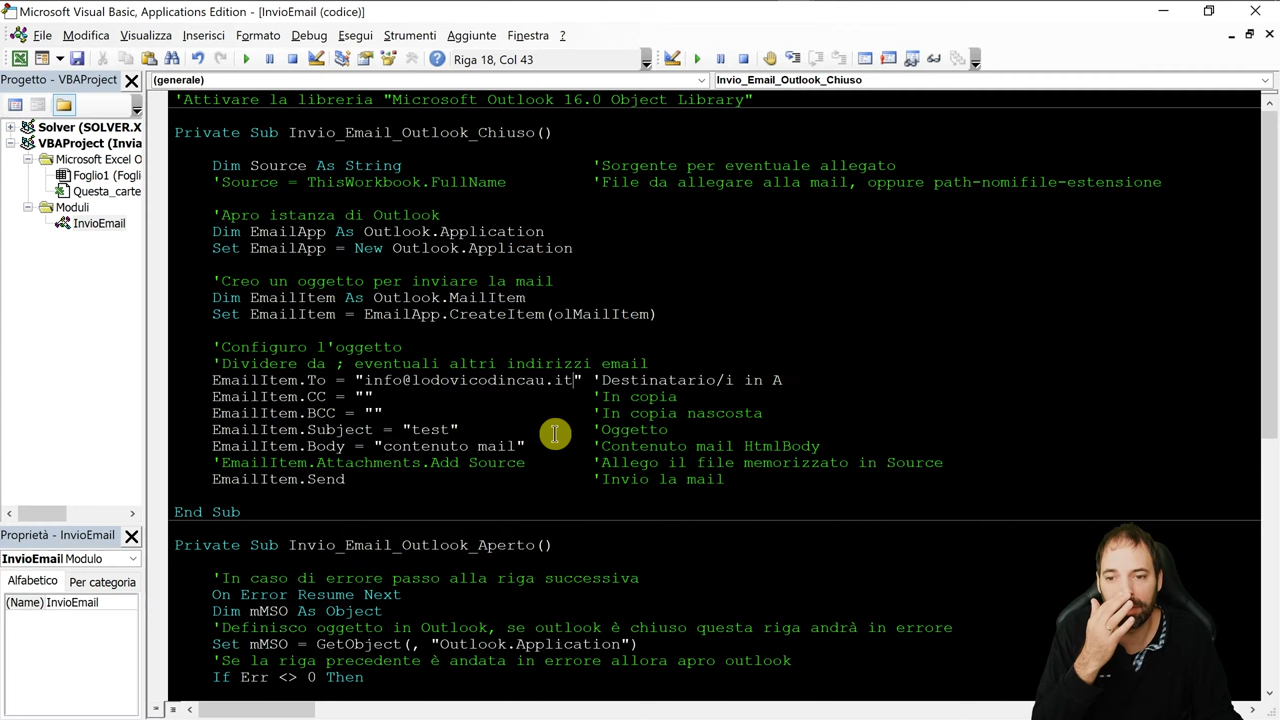 Microsoft Visual Basic, Applications Edition - [InvioEmail (codice)]
File Modifica Visualizza Inserisci Formato Debug Esegui Strumenti Aggiunte Finestra ?
Riga 18, Col 43
Progetto - VBAProject
(generale)
Invio_Email_Outlook_Chiuso
Solver (SOLVER.X
VBAProject (Invia
Microsoft Excel O
Foglio1 (Fogli
Questa_carte
Moduli
InvioEmail
Proprietà - InvioEmail
InvioEmail Modulo
Alfabetico Per categoria
(Name) InvioEmail
'Attivare la libreria "Microsoft Outlook 16.0 Object Library"
Private Sub Invio_Email_Outlook_Chiuso()
Dim Source As String 'Sorgente per eventuale allegato
'Source = ThisWorkbook.FullName 'File da allegare alla mail, oppure path-nomifile-estensione
'Apro istanza di Outlook
Dim EmailApp As Outlook.Application
Set EmailApp = New Outlook.Application
'Creo un oggetto per inviare la mail
Dim EmailItem As Outlook.MailItem
Set EmailItem = EmailApp.CreateItem(olMailItem)
'Configuro l'oggetto
'Dividere da ; eventuali altri indirizzi email
EmailItem.To = "info@lodovicodincau.it" 'Destinatario/i in A
EmailItem.CC = "" 'In copia
EmailItem.BCC = "" 'In copia nascosta
EmailItem.Subject = "test" 'Oggetto
EmailItem.Body = "contenuto mail" 'Contenuto mail HtmlBody
'EmailItem.Attachments.Add Source 'Allego il file memorizzato in Source
EmailItem.Send 'Invio la mail
End Sub
Private Sub Invio_Email_Outlook_Aperto()
'In caso di errore passo alla riga successiva
On Error Resume Next
Dim mMSO As Object
'Definisco oggetto in Outlook, se outlook è chiuso questa riga andrà in errore
Set mMSO = GetObject(, "Outlook.Application")
'Se la riga precedente è andata in errore allora apro outlook
If Err <> 0 Then